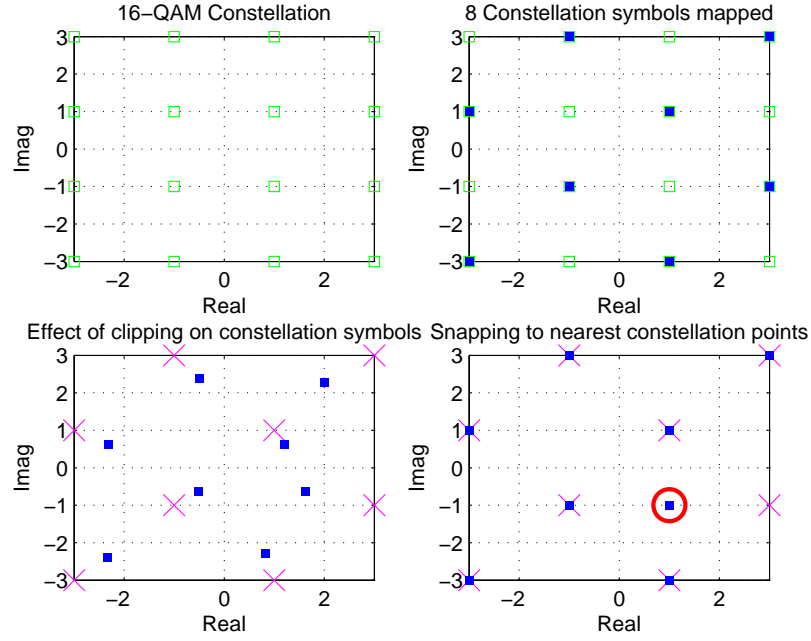 16−QAM Constellation
3
2
1
0
−1
−2
−3
Imag
−2 0 2
Real
8 Constellation symbols mapped
3
2
1
0
−1
−2
−3
Imag
−2 0 2
Real
Effect of clipping on constellation symbols
3
2
1
0
−1
−2
−3
Imag
−2 0 2
Real
Snapping to nearest constellation points
3
2
1
0
−1
−2
−3
Imag
−2 0 2
Real